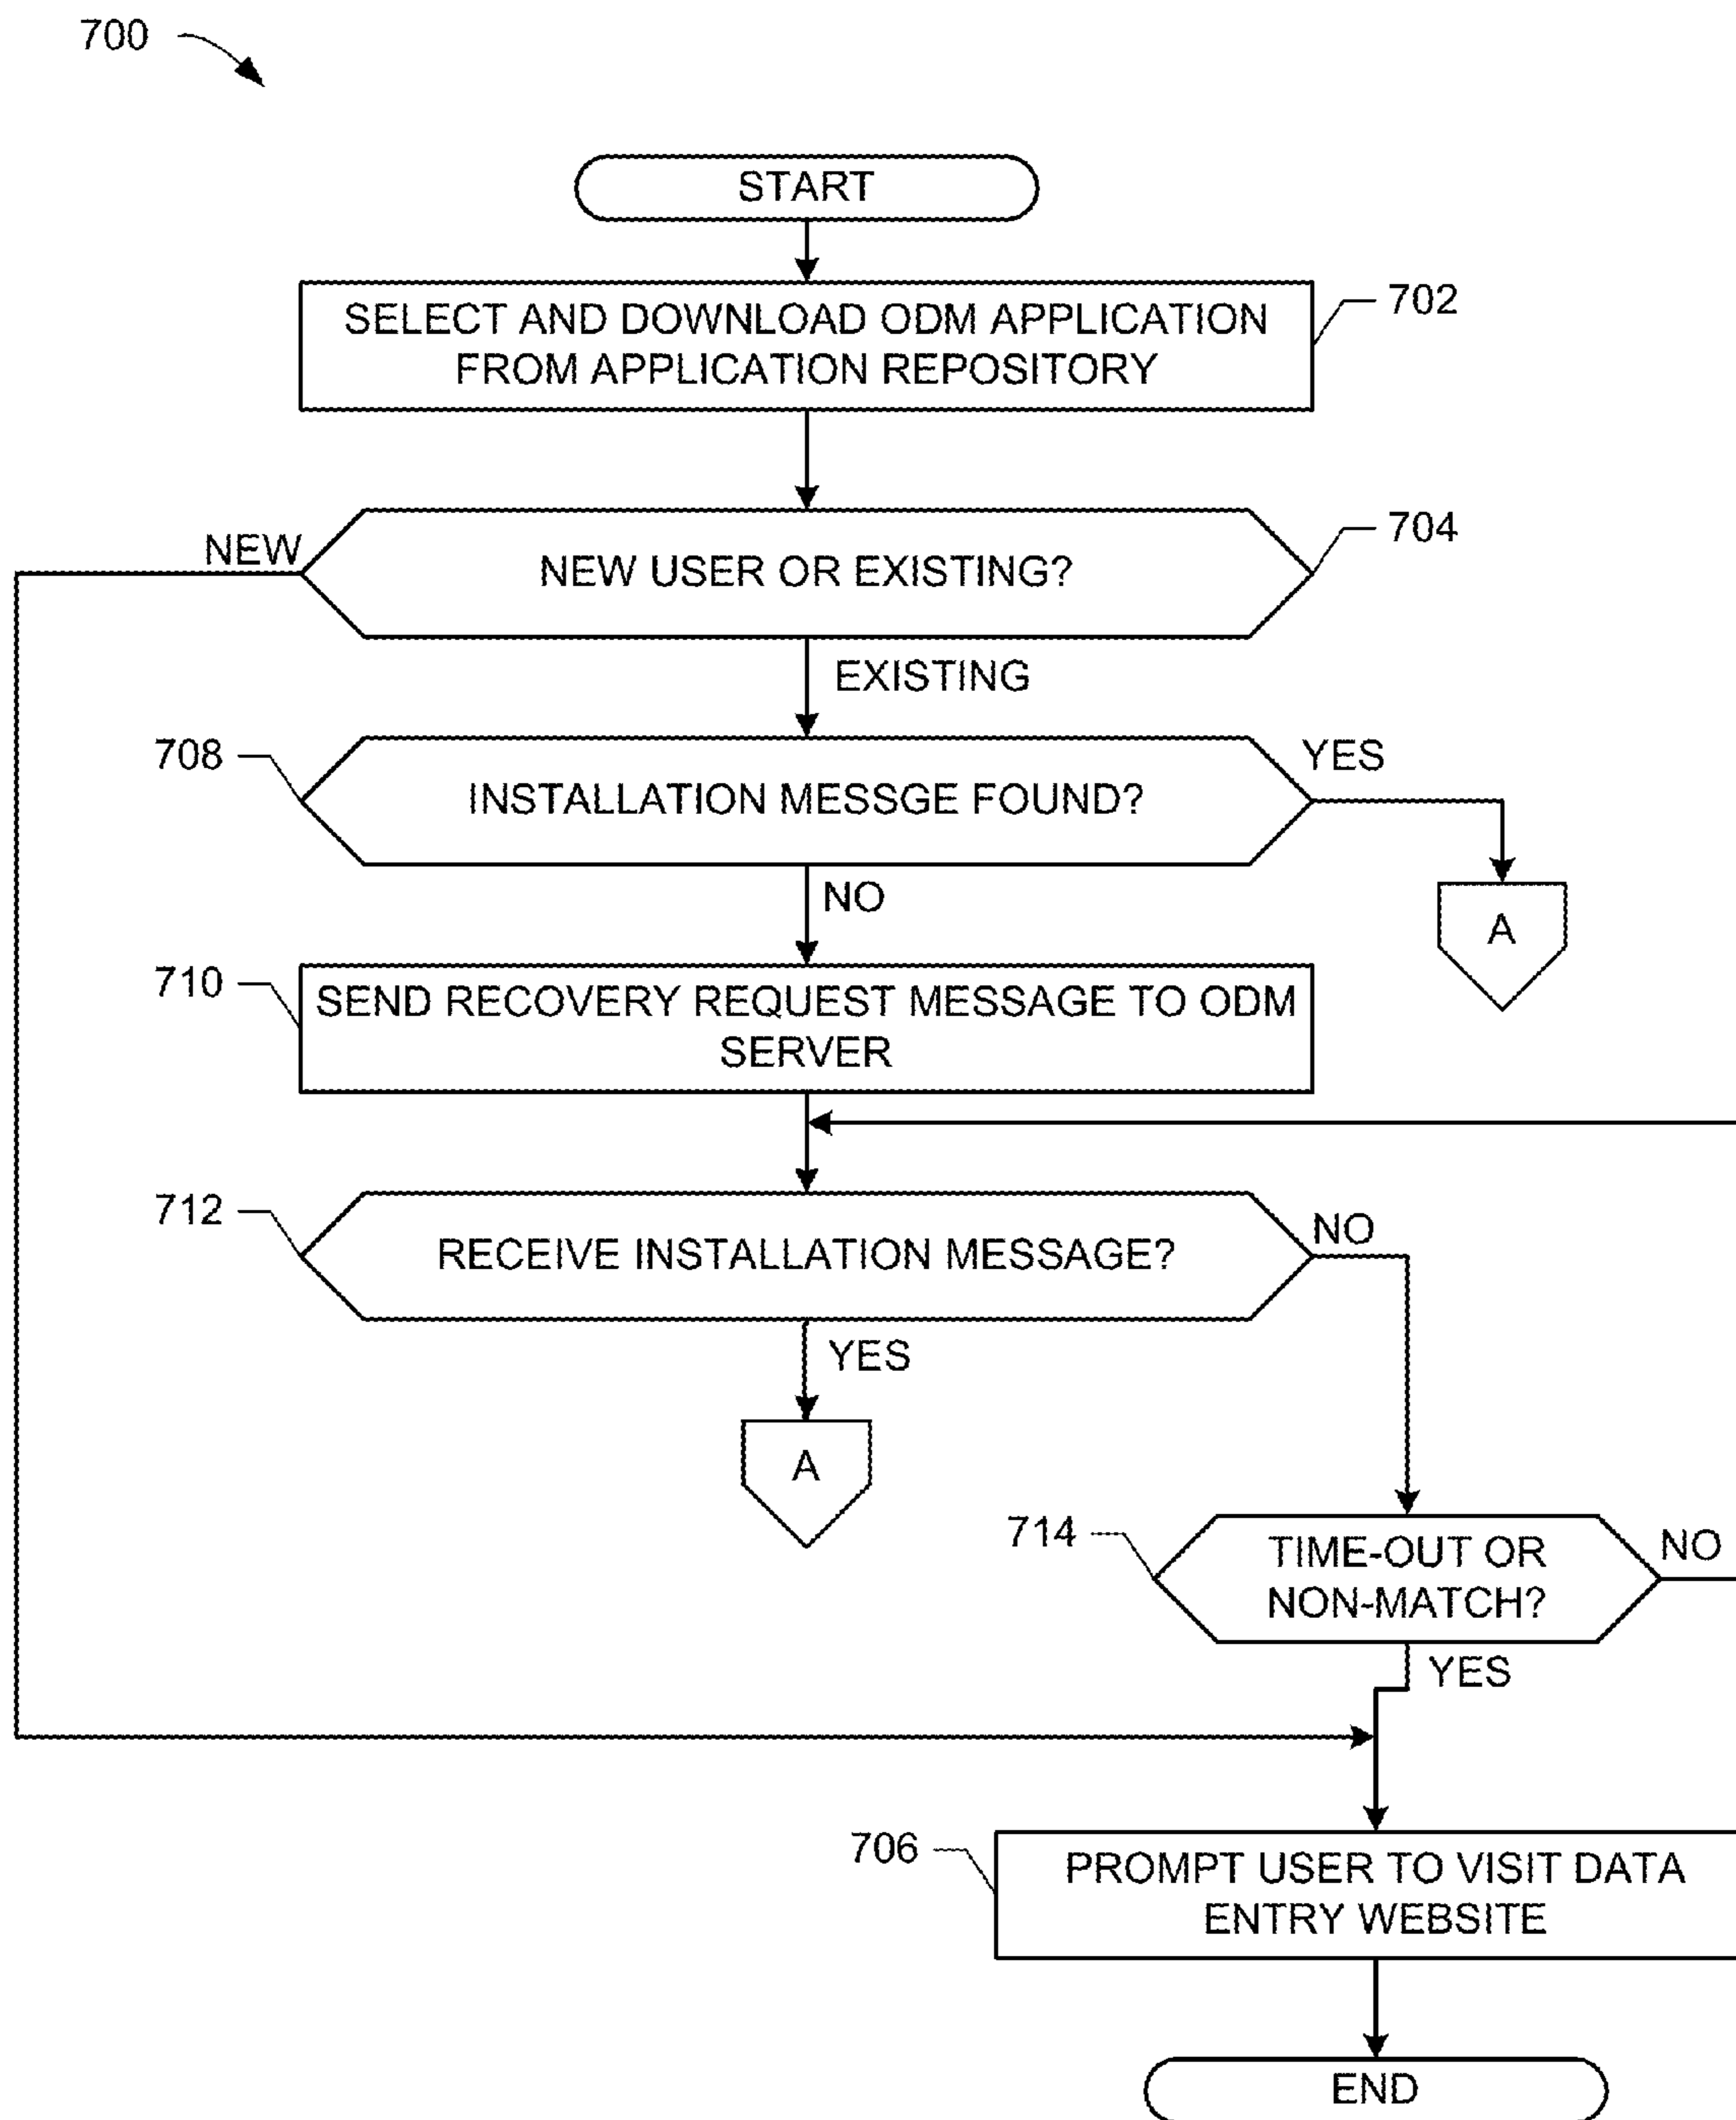 700
START
SELECT AND DOWNLOAD ODM APPLICATION
FROM APPLICATION REPOSITORY
702
NEW
NEW USER OR EXISTING?
704
EXISTING
708
INSTALLATION MESSGE FOUND?
YES
A
NO
710
SEND RECOVERY REQUEST MESSAGE TO ODM
SERVER
712
RECEIVE INSTALLATION MESSAGE?
NO
YES
A
714
TIME-OUT OR
NON-MATCH?
NO
YES
706
PROMPT USER TO VISIT DATA
ENTRY WEBSITE
END